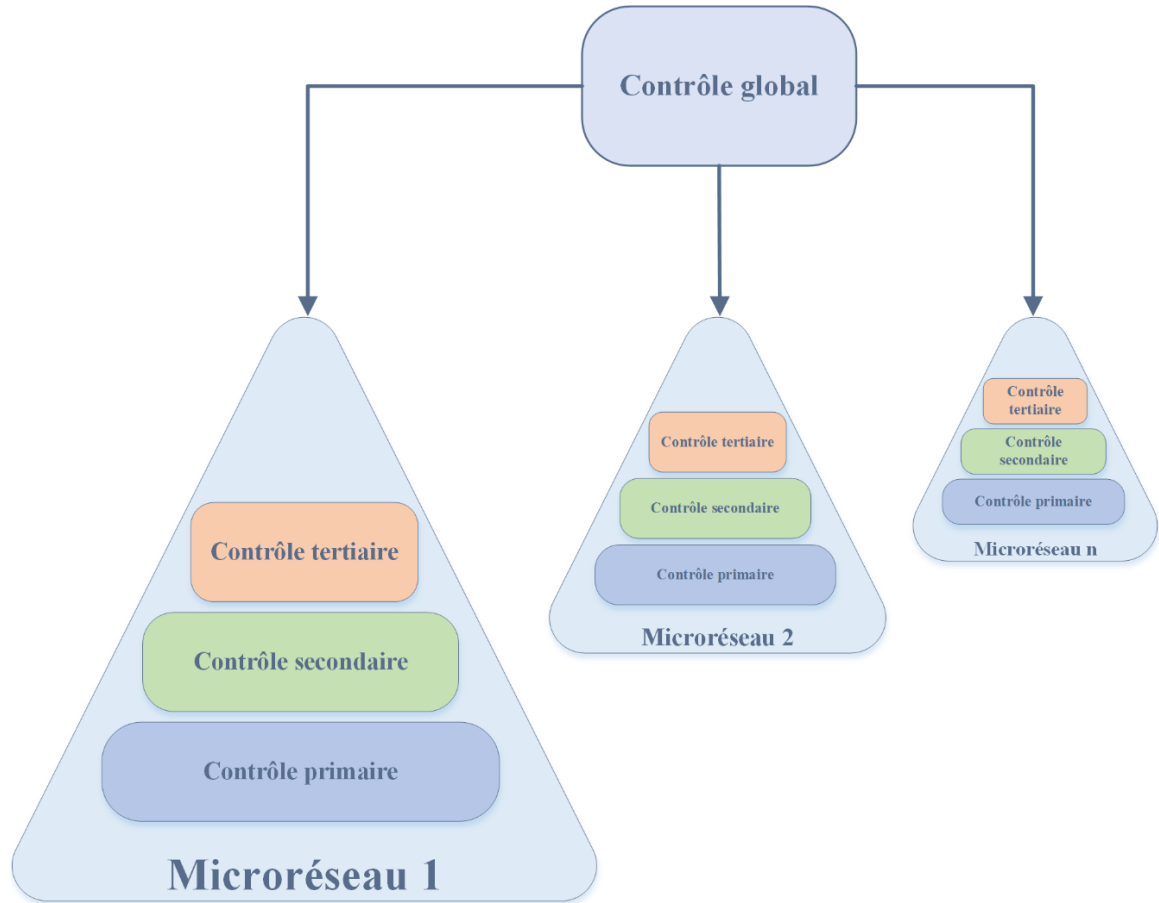 Contrôle global
Contrôle tertiaire
Contrôle secondaire
Contrôle primaire
Microréseau 1
Contrôle tertiaire
Contrôle secondaire
Contrôle primaire
Microréseau 2
Contrôle
tertiaire
Contrôle
secondaire
Contrôle primaire
Microréseau n